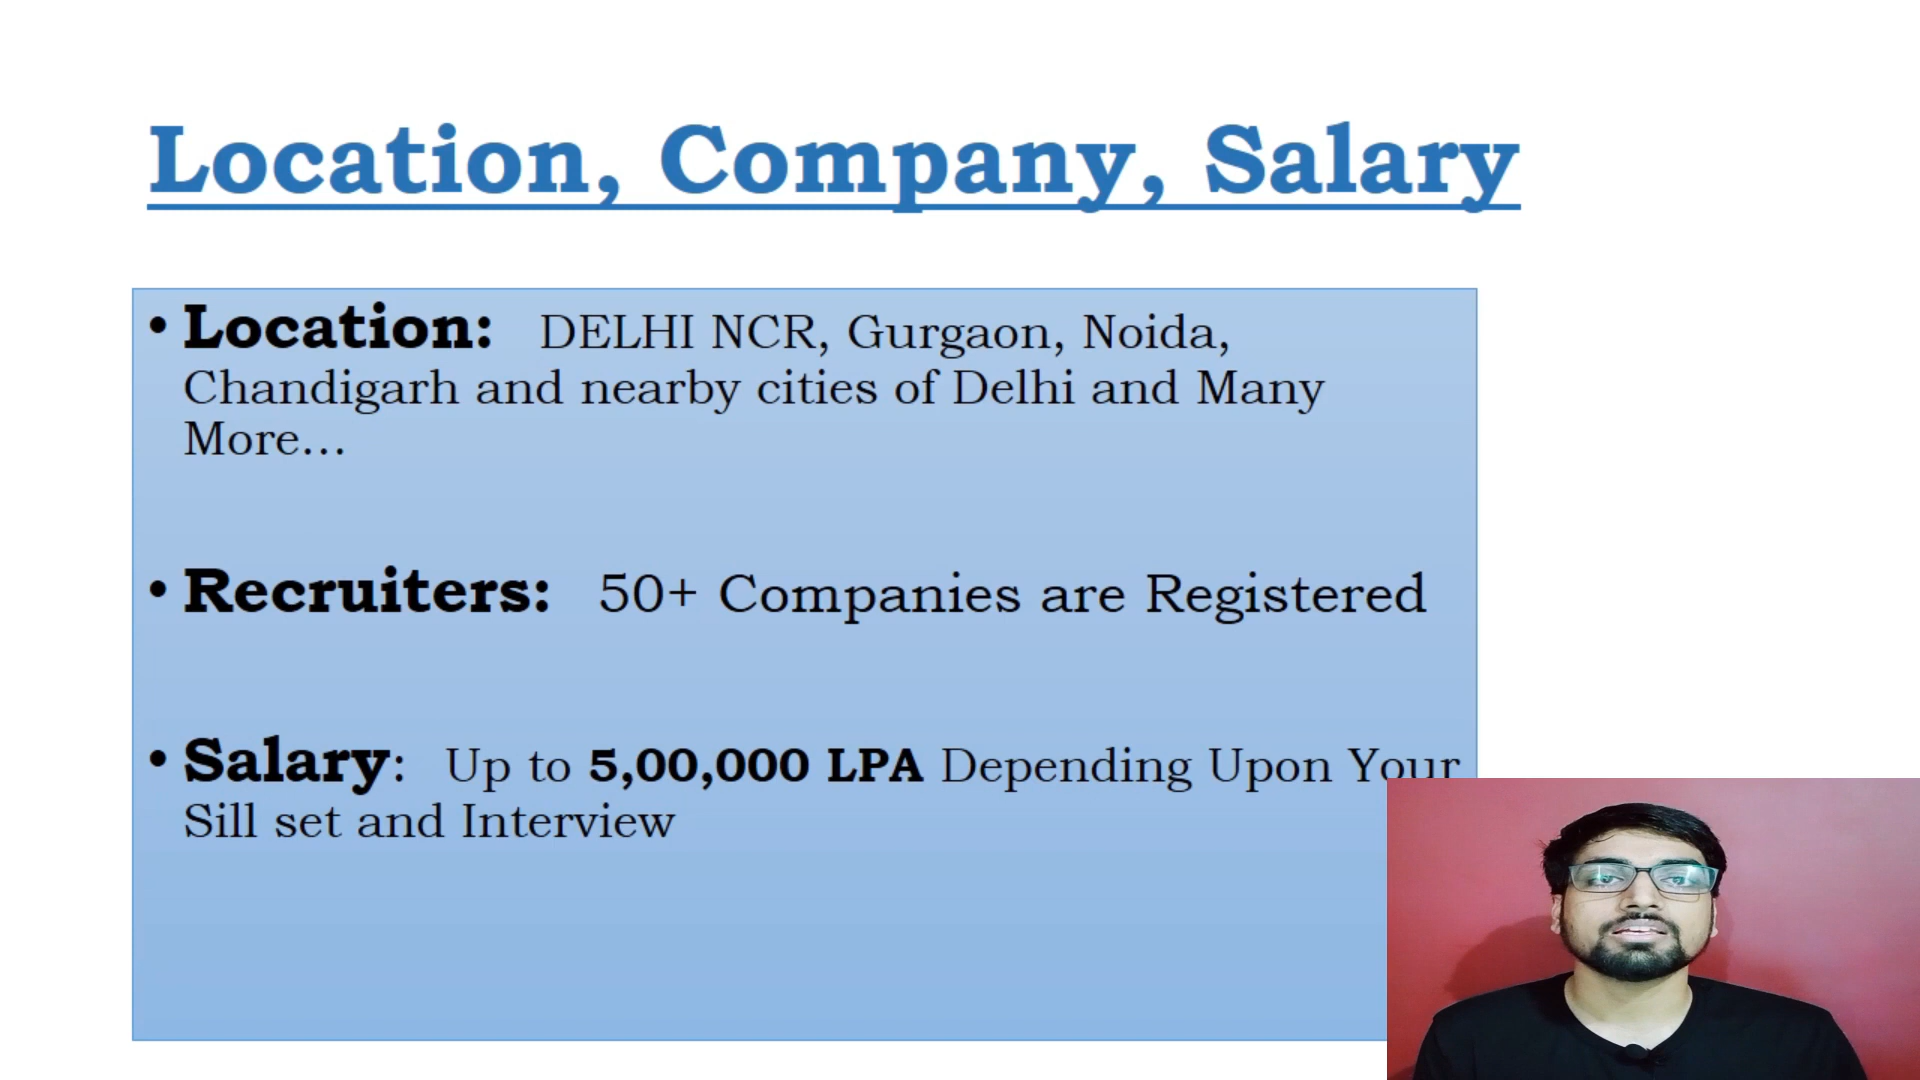 Location, Company, Salary
• Location: DELHI NCR, Gurgaon, Noida,
Chandigarh and nearby cities of Delhi and Many
More...
• Recruiters: 50+ Companies are Registered
• Salary: Up to 5,00,000 LPA Depending Upon Your
Sill set and Interview